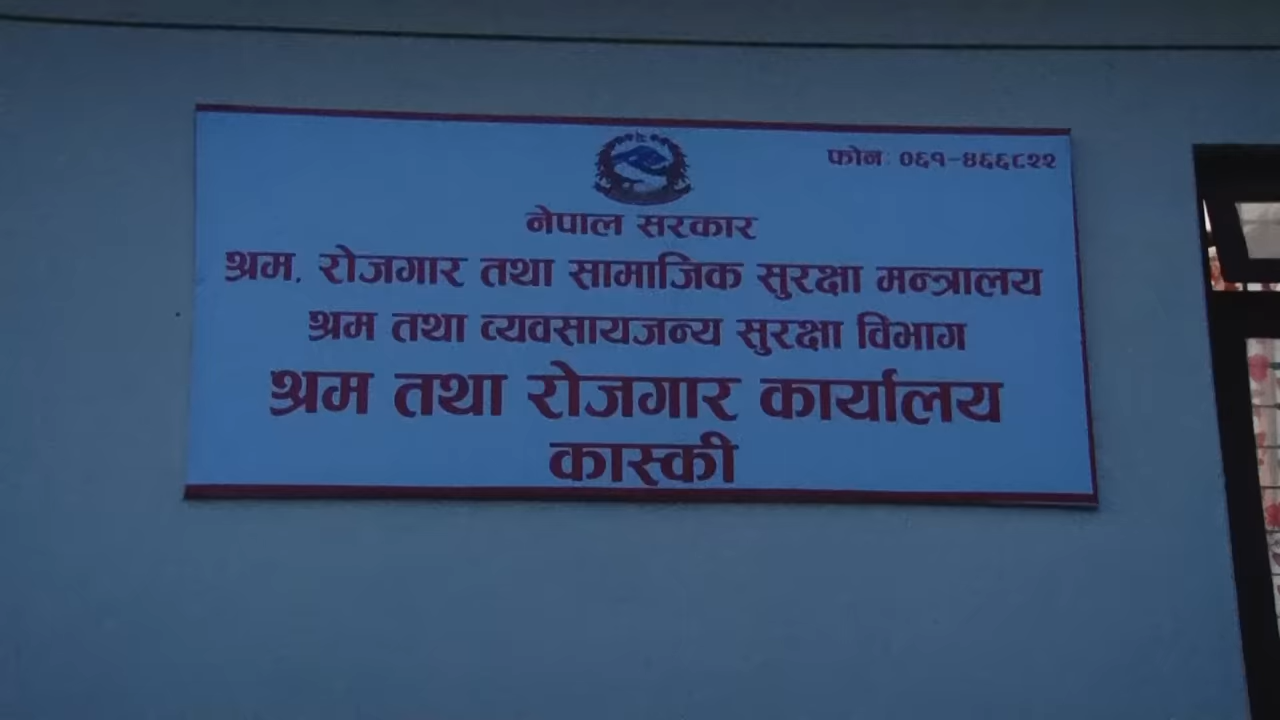 फोन: ०६१-४६६८२२
नेपाल सरकार
श्रम, रोजगार तथा सामाजिक सुरक्षा मन्त्रालय
श्रम तथा व्यवसायजन्य सुरक्षा विभाग
श्रम तथा रोजगार कार्यालय
कास्की